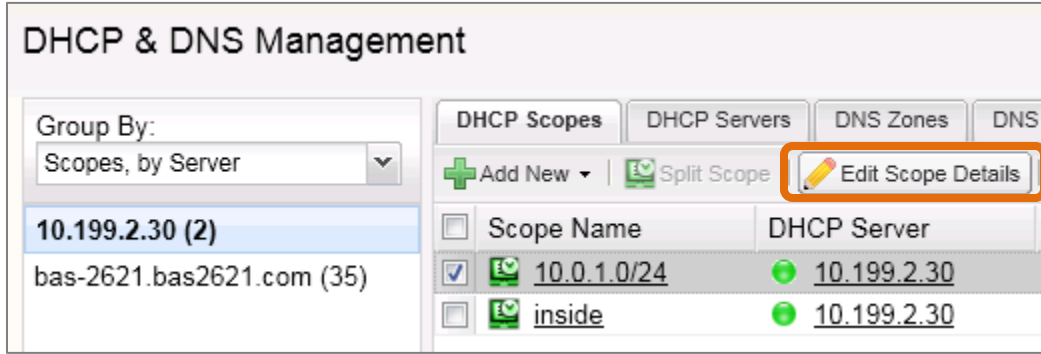 DHCP & DNS Management
Group By:
Scopes, by Server
10.199.2.30 (2)
bas-2621.bas2621.com (35)
DHCP Scopes DHCP Servers DNS Zones DNS
Add New Split Scope Edit Scope Details
Scope Name DHCP Server
10.0.1.0/24 10.199.2.30
inside 10.199.2.30